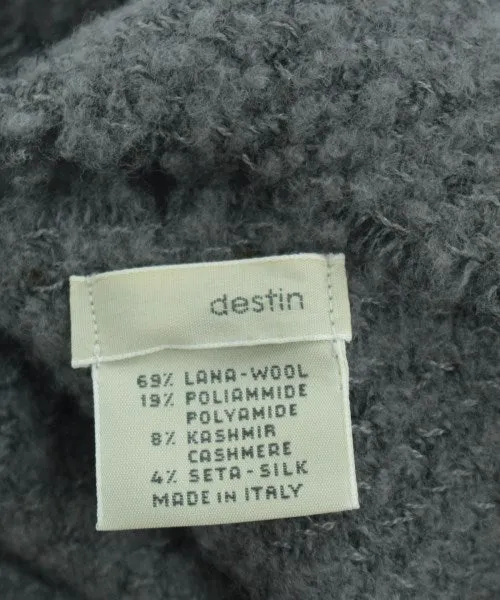 destin
69% LANA-WOOL
19% POLIAMMIDE
POLYAMIDE
8% KASHMIR
CASHMERE
4% SETA-SILK
MADE IN ITALY